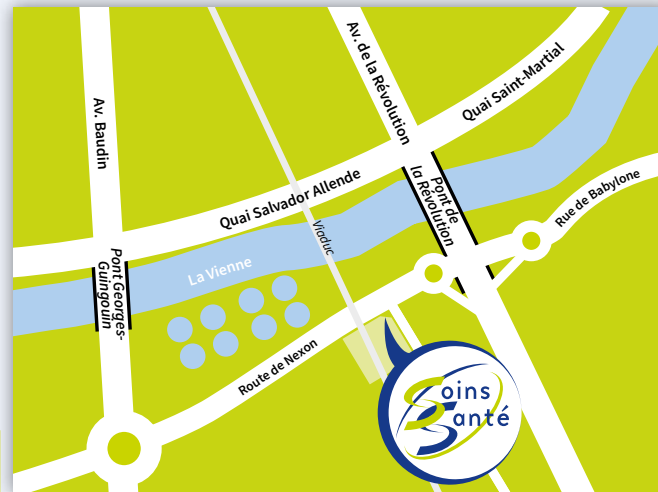 Av. Baudin
Av. de la Révolution
Quai Saint-Martial
Quai Salvador Allende
Pont de
la Révolution
Rue de Babylone
Viaduc
Pont Georges-
Guingouin
La Vienne
Route de Nexon
Soins
Santé